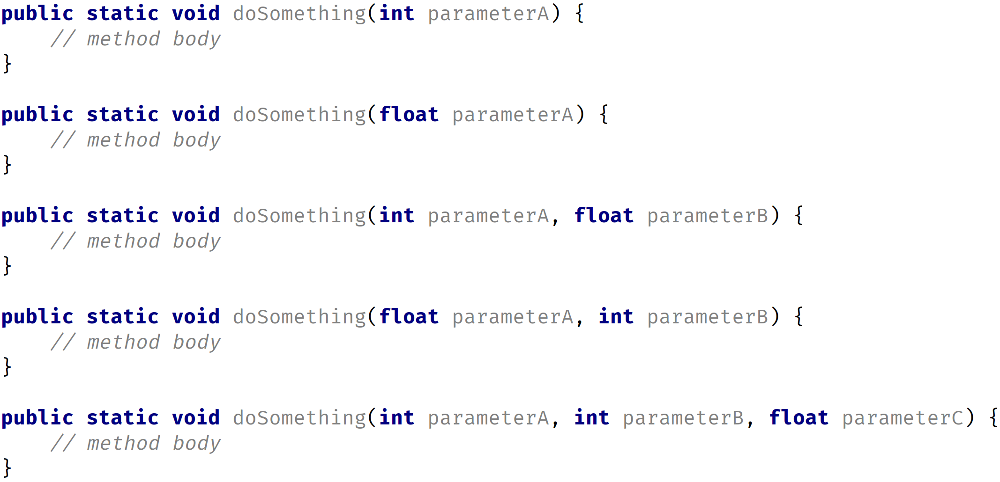 public static void doSomething(int parameterA) {
    // method body
}

public static void doSomething(float parameterA) {
    // method body
}

public static void doSomething(int parameterA, float parameterB) {
    // method body
}

public static void doSomething(float parameterA, int parameterB) {
    // method body
}

public static void doSomething(int parameterA, int parameterB, float parameterC) {
    // method body
}